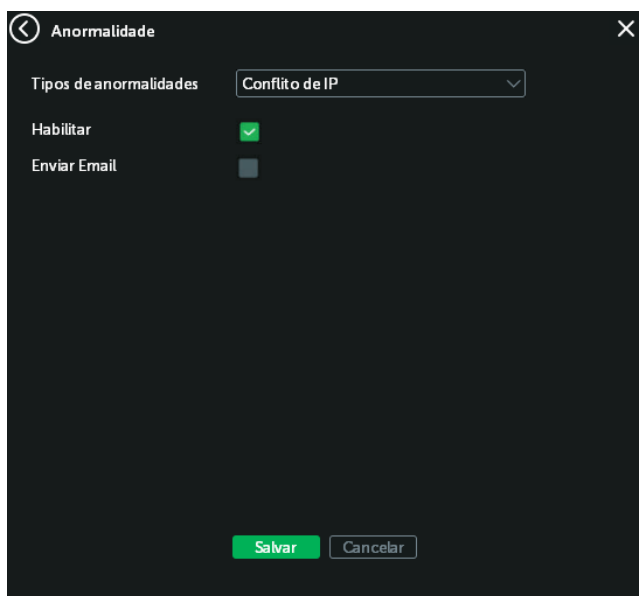 Anormalidade
Tipos de anormalidades Conflito de IP
Habilitar
Enviar Email
Salvar Cancelar